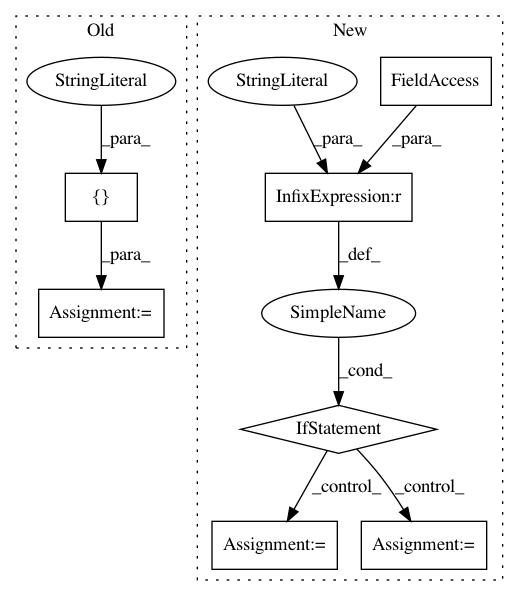 Old
New
StringLiteral
StringLiteral
FieldAccess
_para_
_para_
_para_
{}
InfixExpression:r
_para_
_def_
Assignment:=
SimpleName
_cond_
IfStatement
_control_
_control_
Assignment:=
Assignment:=